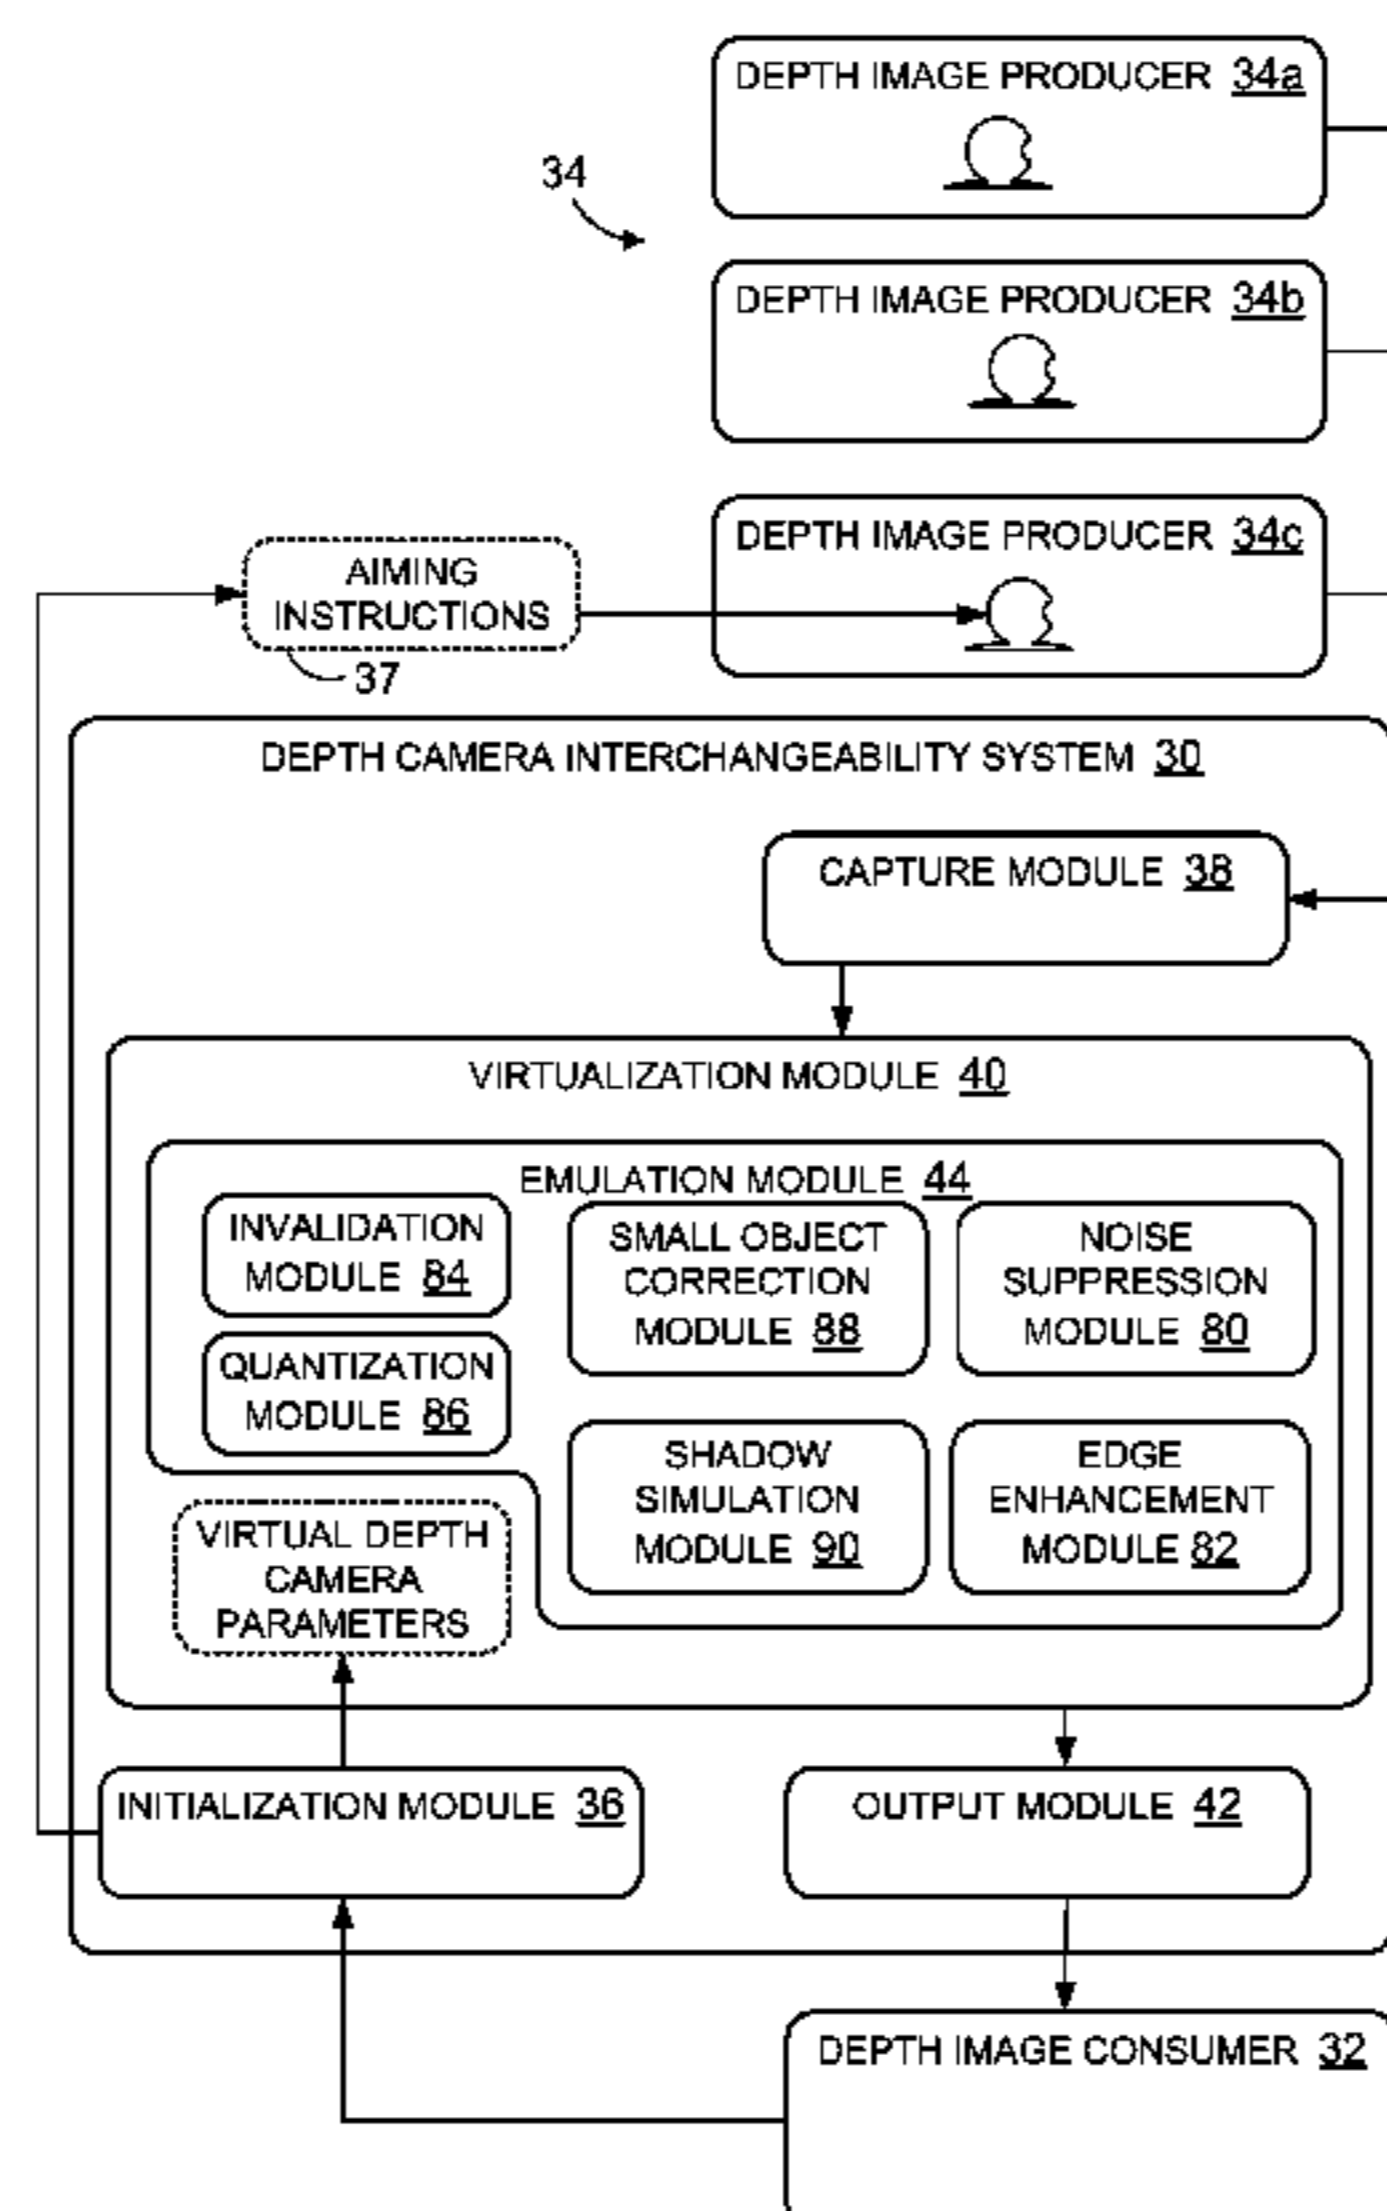 DEPTH IMAGE PRODUCER 34a
34
DEPTH IMAGE PRODUCER 34b
DEPTH IMAGE PRODUCER 34c
AIMING
INSTRUCTIONS
37
DEPTH CAMERA INTERCHANGEABILITY SYSTEM 30
CAPTURE MODULE 38
VIRTUALIZATION MODULE 40
EMULATION MODULE 44
INVALIDATION
MODULE 84
SMALL OBJECT
CORRECTION
MODULE 88
NOISE
SUPPRESSION
MODULE 80
QUANTIZATION
MODULE 86
SHADOW
SIMULATION
MODULE 90
EDGE
ENHANCEMENT
MODULE 82
VIRTUAL DEPTH
CAMERA
PARAMETERS
INITIALIZATION MODULE 36
OUTPUT MODULE 42
DEPTH IMAGE CONSUMER 32